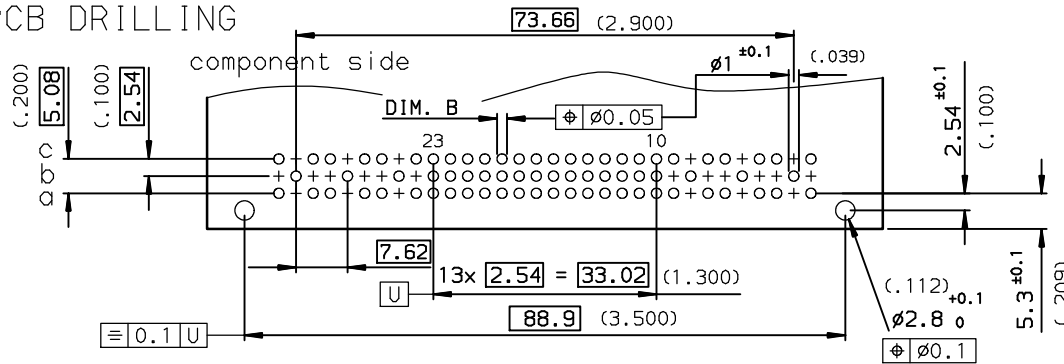 PCB DRILLING
73.66 (2.900)
component side
ø1 ±0.1 (.039)
(.200) 5.08
(.100) 2.54
DIM. B
⌖ ø0.05
2.54 ±0.1 (.100)
23
10
c
b
a
7.62
13x 2.54 = 33.02 (1.300)
U
88.9 (3.500)
⌯ 0.1 U
(.112)
ø2.8 +0.1 0
⌖ ø0.1
5.3 ±0.1 (.209)